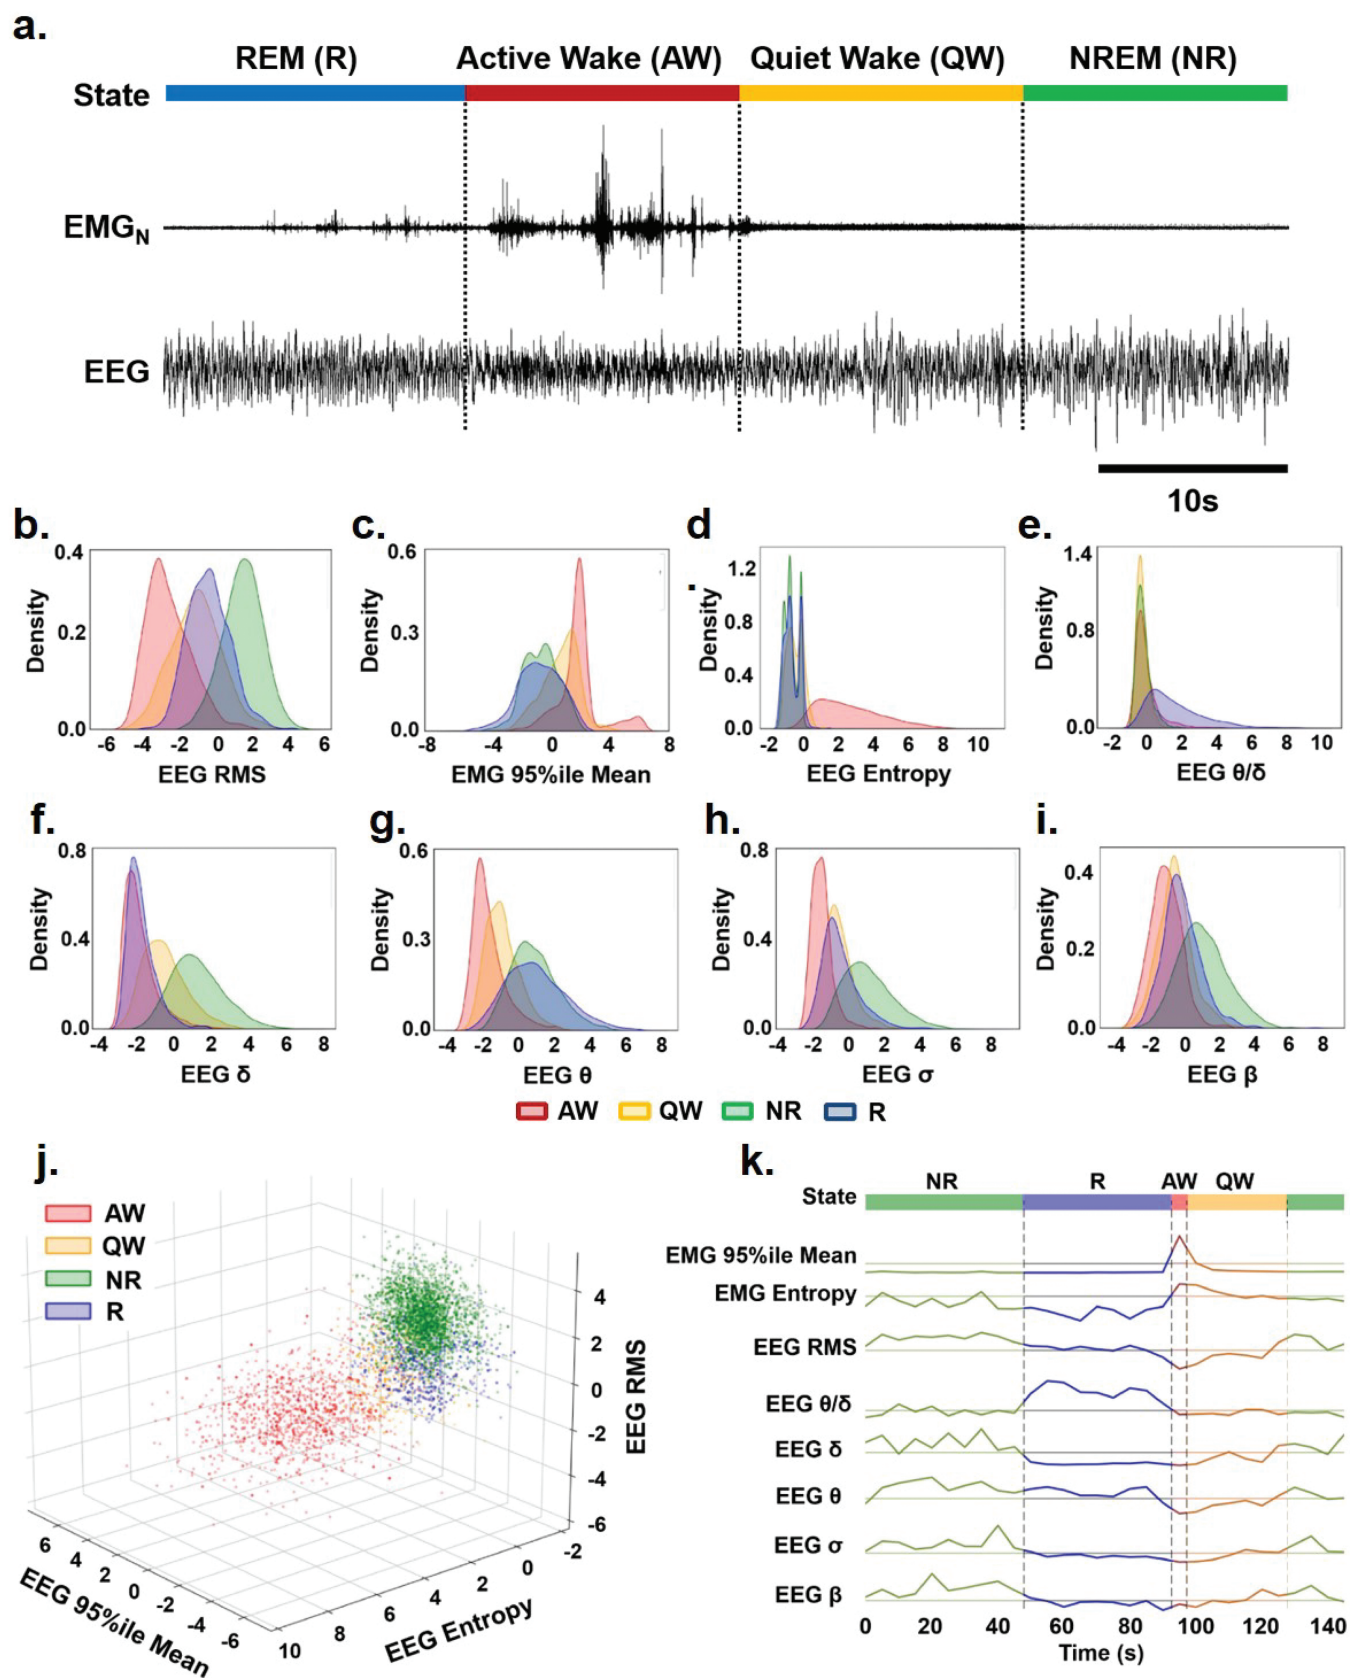 a.
REM (R) Active Wake (AW) Quiet Wake (QW) NREM (NR)
State
EMGN
EEG
10s
b. c. d e.
.
0.4
0.2
0.0
Density
-6 -4 -2 0 2 4 6
EEG RMS
0.6
0.3
0.0
Density
-8 -4 0 4 8
EMG 95%ile Mean
1.2
0.8
0.4
0.0
Density
-2 0 2 4 6 8 10
EEG Entropy
1.4
0.8
0.0
Density
-2 0 2 4 6 8 10
EEG θ/δ
f. g. h. i.
0.8
0.4
0.0
Density
-4 -2 0 2 4 6 8
EEG δ
0.6
0.3
0.0
Density
-4 -2 0 2 4 6 8
EEG θ
0.8
0.4
0.0
Density
-4 -2 0 2 4 6 8
EEG σ
0.4
0.2
0.0
Density
-4 -2 0 2 4 6 8
EEG β
AW QW NR R
j.
AW
QW
NR
R
4
2
0
-2
-4
-6
EEG RMS
6 4 2 0 -2 -4 -6
EEG 95%ile Mean
10 8 6 4 2 0 -2
EEG Entropy
k.
NR R AW QW
State
EMG 95%ile Mean
EMG Entropy
EEG RMS
EEG θ/δ
EEG δ
EEG θ
EEG σ
EEG β
0 20 40 60 80 100 120 140
Time (s)